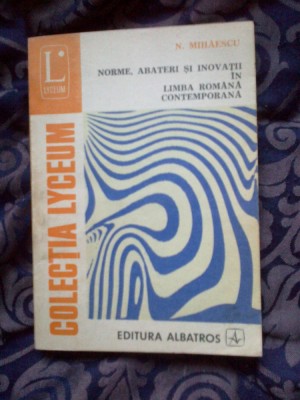 L
LYCEUM
N. MIHĂESCU
NORME, ABATERI ȘI INOVAȚII
ÎN
LIMBA ROMÂNĂ
CONTEMPORANĂ
COLECȚIA LYCEUM
EDITURA ALBATROS
A